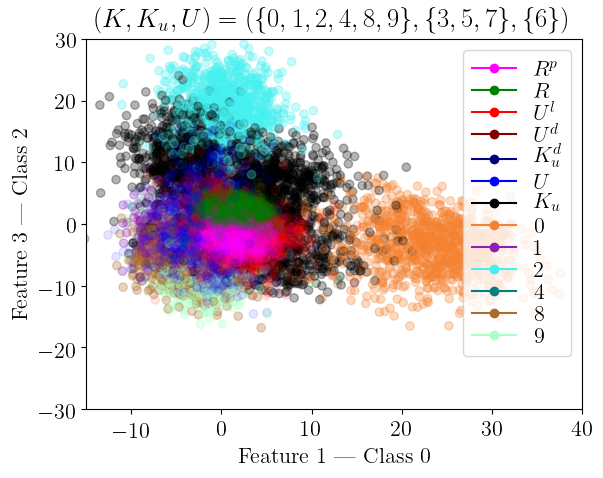 (K, K_u, U) = ({0, 1, 2, 4, 8, 9}, {3, 5, 7}, {6})
30
20
10
0
−10
−20
−30
Feature 3 — Class 2
R^p
R
U^l
U^d
K_u^d
U
K_u
0
1
2
4
8
9
−10
0
10
20
30
40
Feature 1 — Class 0